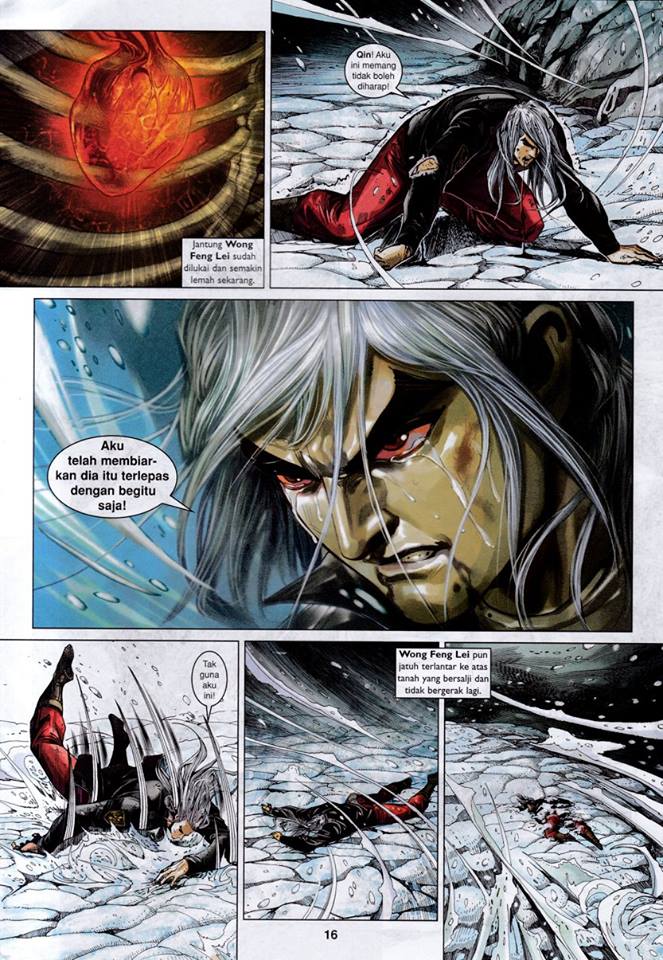 Jantung Wong
Feng Lei sudah
dilukai dan semakin
lemah sekarang.
Qin! Aku
ini memang
tidak boleh
diharap!
Aku
telah membiar-
kan dia itu terlepas
dengan begitu
saja!
Tak
guna
aku
ini!
Wong Feng Lei pun
jatuh terlantar ke atas
tanah yang bersalji dan
tidak bergerak lagi.
16